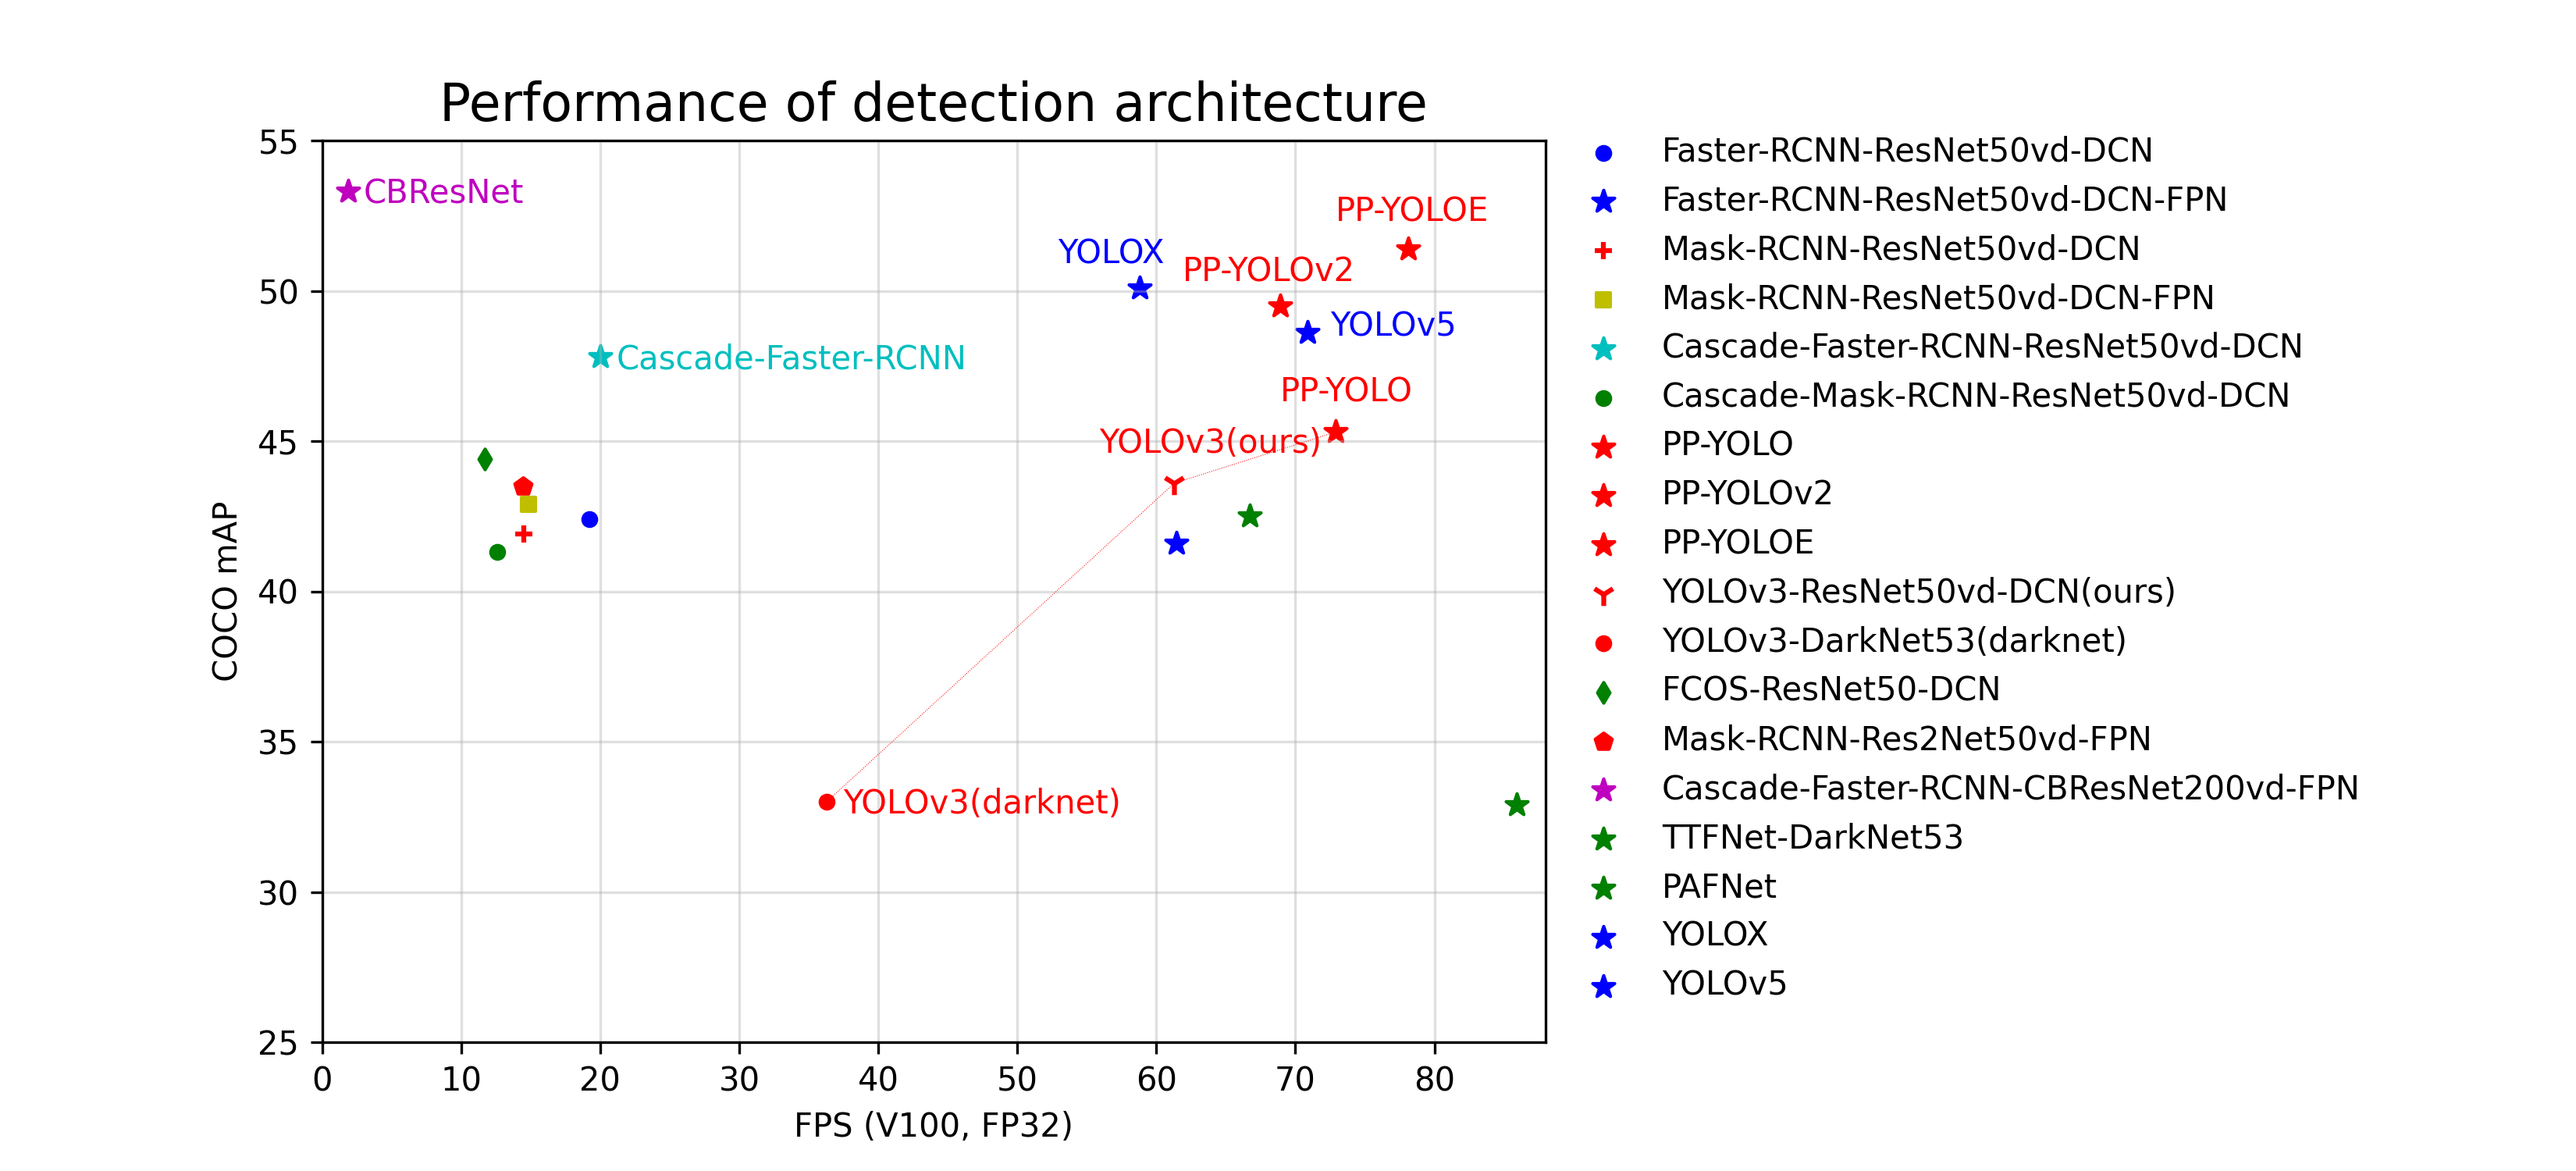 Performance of detection architecture
55
50
45
40
35
30
25
COCO mAP
0 10 20 30 40 50 60 70 80
FPS (V100, FP32)
CBResNet
PP-YOLOE
YOLOX
PP-YOLOv2
YOLOv5
Cascade-Faster-RCNN
PP-YOLO
YOLOv3(ours)
YOLOv3(darknet)
Faster-RCNN-ResNet50vd-DCN
Faster-RCNN-ResNet50vd-DCN-FPN
Mask-RCNN-ResNet50vd-DCN
Mask-RCNN-ResNet50vd-DCN-FPN
Cascade-Faster-RCNN-ResNet50vd-DCN
Cascade-Mask-RCNN-ResNet50vd-DCN
PP-YOLO
PP-YOLOv2
PP-YOLOE
YOLOv3-ResNet50vd-DCN(ours)
YOLOv3-DarkNet53(darknet)
FCOS-ResNet50-DCN
Mask-RCNN-Res2Net50vd-FPN
Cascade-Faster-RCNN-CBResNet200vd-FPN
TTFNet-DarkNet53
PAFNet
YOLOX
YOLOv5